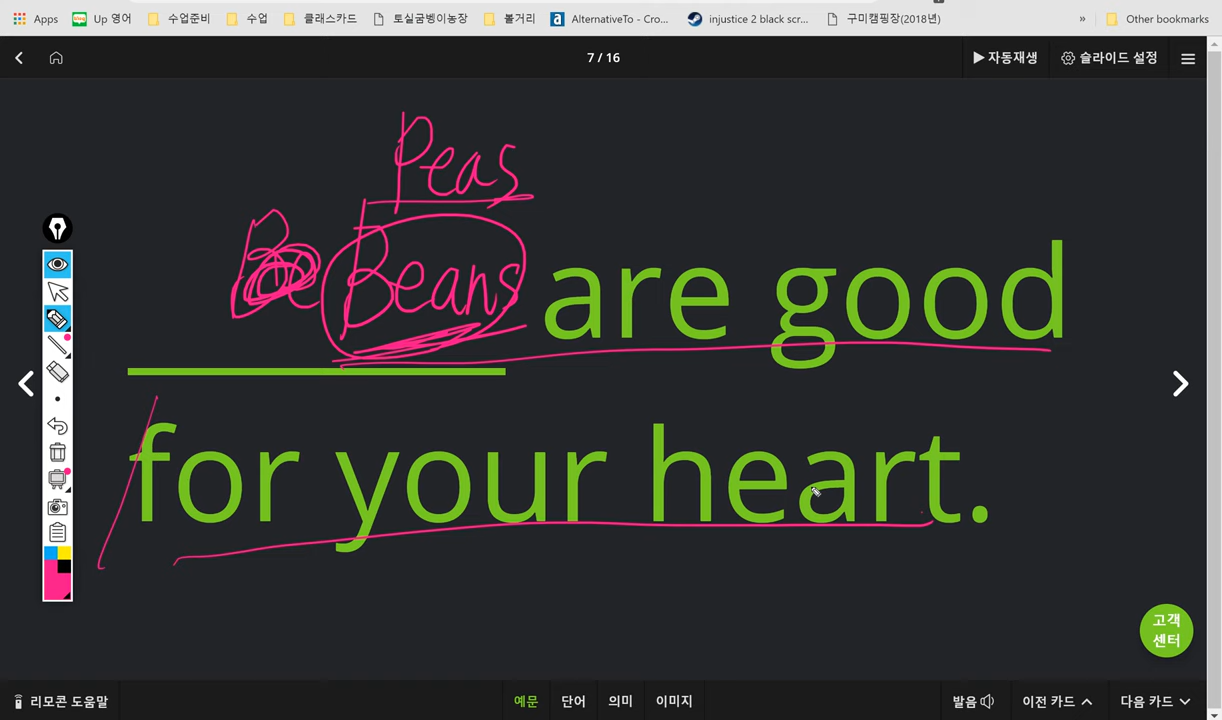 Apps Up 영어 수업준비 수업 클래스카드 토실굼벵이농장 볼거리 AlternativeTo - Cro... injustice 2 black scr... 구미캠핑장(2018년) » Other bookmarks
7 / 16 자동재생 슬라이드 설정
Peas
Be Beans are good
for your heart.
고객
센터
리모콘 도움말 예문 단어 의미 이미지 발음 이전 카드 다음 카드